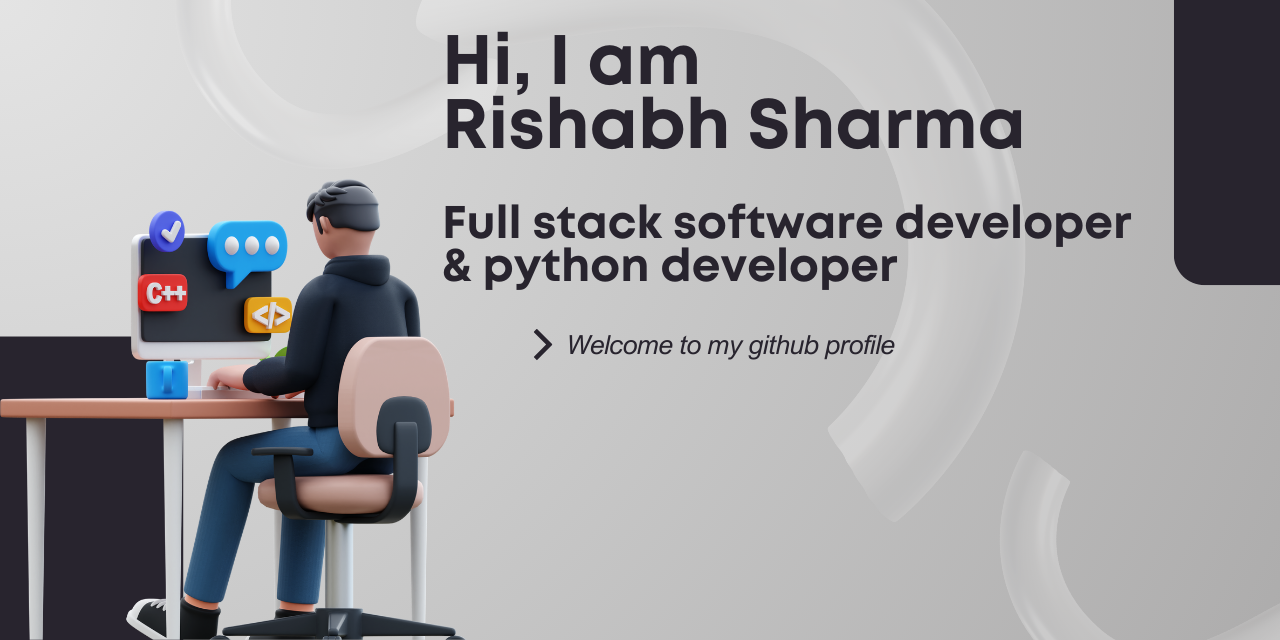 Hi, I am
Rishabh Sharma
Full stack software developer
& python developer
Welcome to my github profile
C++
</>